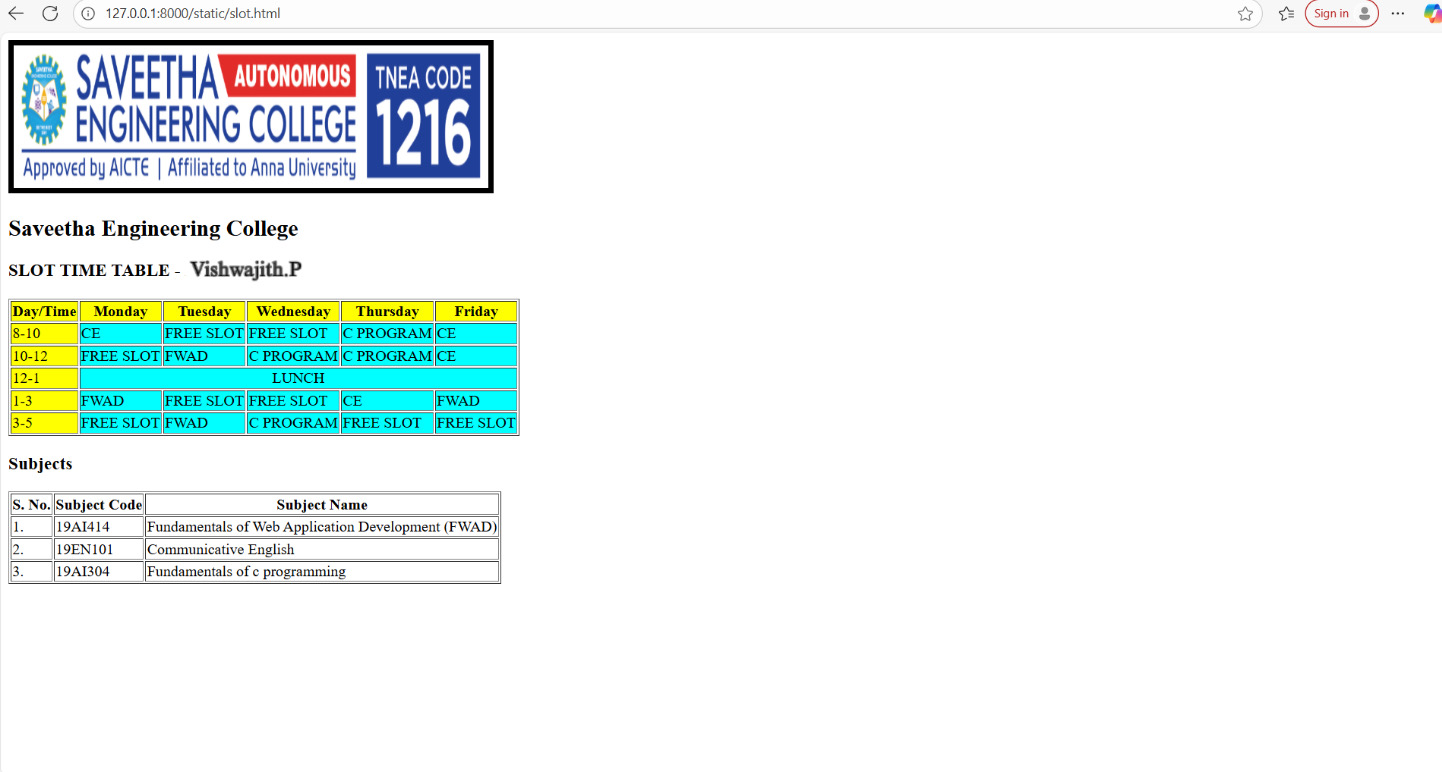 127.0.0.1:8000/static/slot.html
Sign in
SAVEETHA AUTONOMOUS
ENGINEERING COLLEGE
Approved by AICTE | Affiliated to Anna University
TNEA CODE
1216
Saveetha Engineering College
SLOT TIME TABLE - Vishwajith.P
Day/Time Monday Tuesday Wednesday Thursday Friday
8-10 CE FREE SLOT FREE SLOT C PROGRAM CE
10-12 FREE SLOT FWAD C PROGRAM C PROGRAM CE
12-1 LUNCH
1-3 FWAD FREE SLOT FREE SLOT CE FWAD
3-5 FREE SLOT FWAD C PROGRAM FREE SLOT FREE SLOT
Subjects
S. No. Subject Code Subject Name
1. 19AI414 Fundamentals of Web Application Development (FWAD)
2. 19EN101 Communicative English
3. 19AI304 Fundamentals of c programming